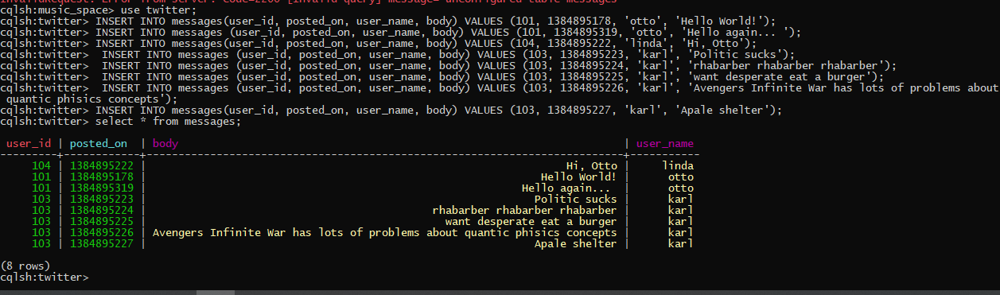 InvalidRequest: Error from server: code=2200 [Invalid query] message="unconfigured table messages"
cqlsh:music_space> use twitter;
cqlsh:twitter> INSERT INTO messages(user_id, posted_on, user_name, body) VALUES (101, 1384895178, 'otto', 'Hello World!');
cqlsh:twitter> INSERT INTO messages (user_id, posted_on, user_name, body) VALUES (101, 1384895319, 'otto', 'Hello again... ');
cqlsh:twitter> INSERT INTO messages(user_id, posted_on, user_name, body) VALUES (104, 1384895222, 'linda', 'Hi, Otto');
cqlsh:twitter>  INSERT INTO messages (user_id, posted_on, user_name, body) VALUES (103, 1384895223, 'karl', 'Politic sucks');
cqlsh:twitter>  INSERT INTO messages (user_id, posted_on, user_name, body) VALUES (103, 1384895224, 'karl', 'rhabarber rhabarber rhabarber');
cqlsh:twitter>  INSERT INTO messages (user_id, posted_on, user_name, body) VALUES (103, 1384895225, 'karl', 'want desperate eat a burger');
cqlsh:twitter>  INSERT INTO messages (user_id, posted_on, user_name, body) VALUES (103, 1384895226, 'karl', 'Avengers Infinite War has lots of problems about
 quantic phisics concepts');
cqlsh:twitter> INSERT INTO messages(user_id, posted_on, user_name, body) VALUES (103, 1384895227, 'karl', 'Apale shelter');
cqlsh:twitter> select * from messages;
user_id | posted_on | body | user_name
104 | 1384895222 | Hi, Otto | linda
101 | 1384895178 | Hello World! | otto
101 | 1384895319 | Hello again... | otto
103 | 1384895223 | Politic sucks | karl
103 | 1384895224 | rhabarber rhabarber rhabarber | karl
103 | 1384895225 | want desperate eat a burger | karl
103 | 1384895226 | Avengers Infinite War has lots of problems about quantic phisics concepts | karl
103 | 1384895227 | Apale shelter | karl
(8 rows)
cqlsh:twitter>